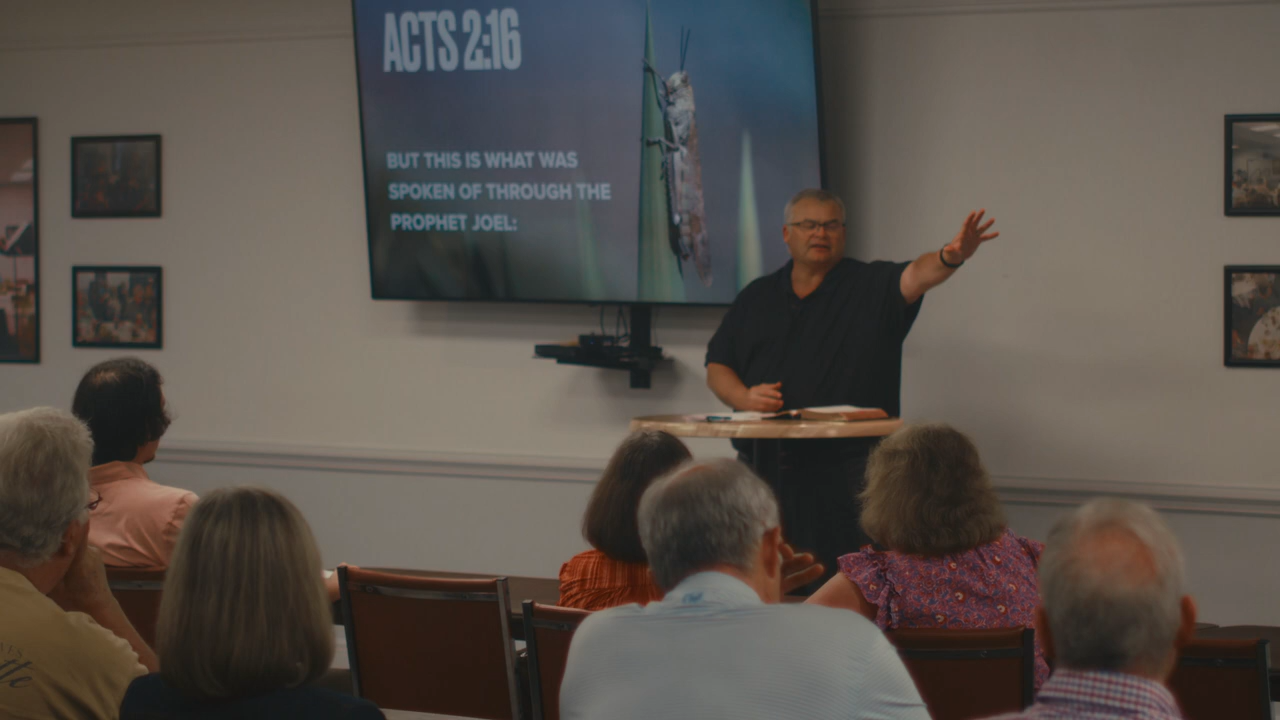 ACTS 2:16
BUT THIS IS WHAT WAS
SPOKEN OF THROUGH THE
PROPHET JOEL: